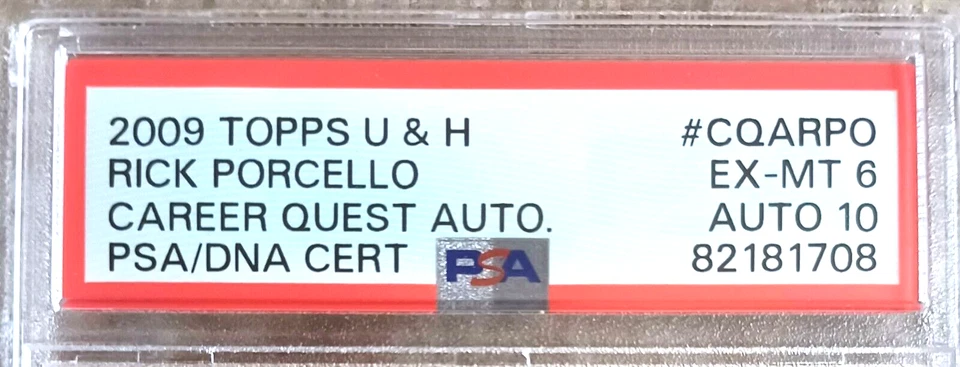 2009 TOPPS U & H #CQARPO
RICK PORCELLO EX-MT 6
CAREER QUEST AUTO. AUTO 10
PSA/DNA CERT 82181708
PSA